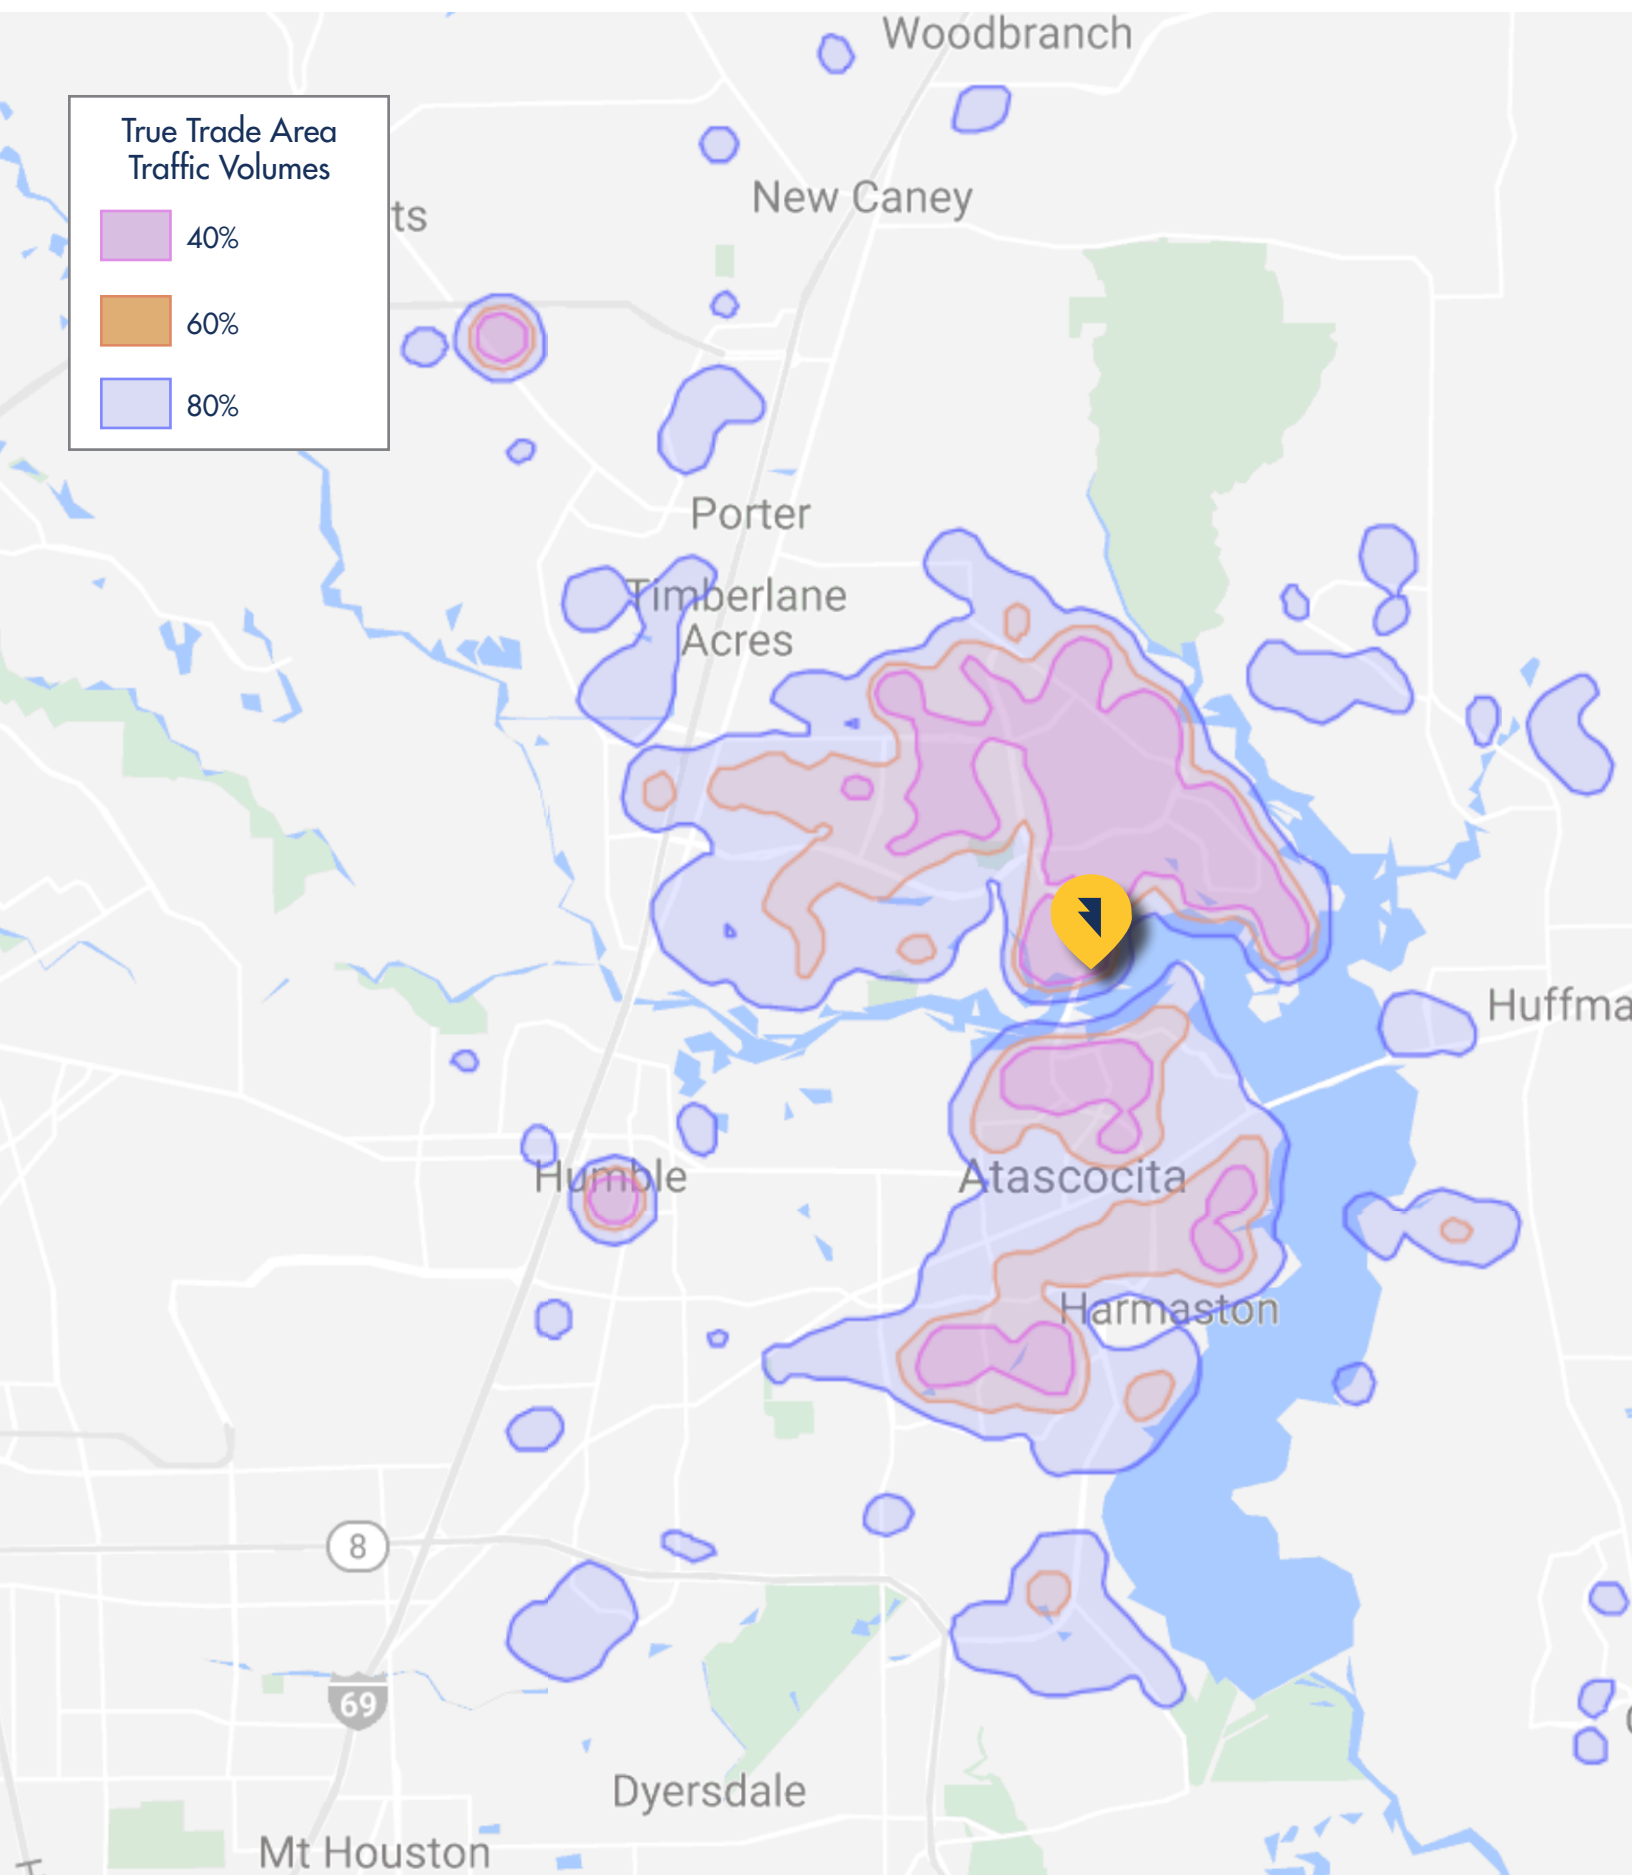 Woodbranch
True Trade Area
Traffic Volumes
40%
60%
80%
ts
New Caney
Porter
Timberlane
Acres
Huffma
Humble
Atascocita
Harmaston
8
69
Dyersdale
Mt Houston